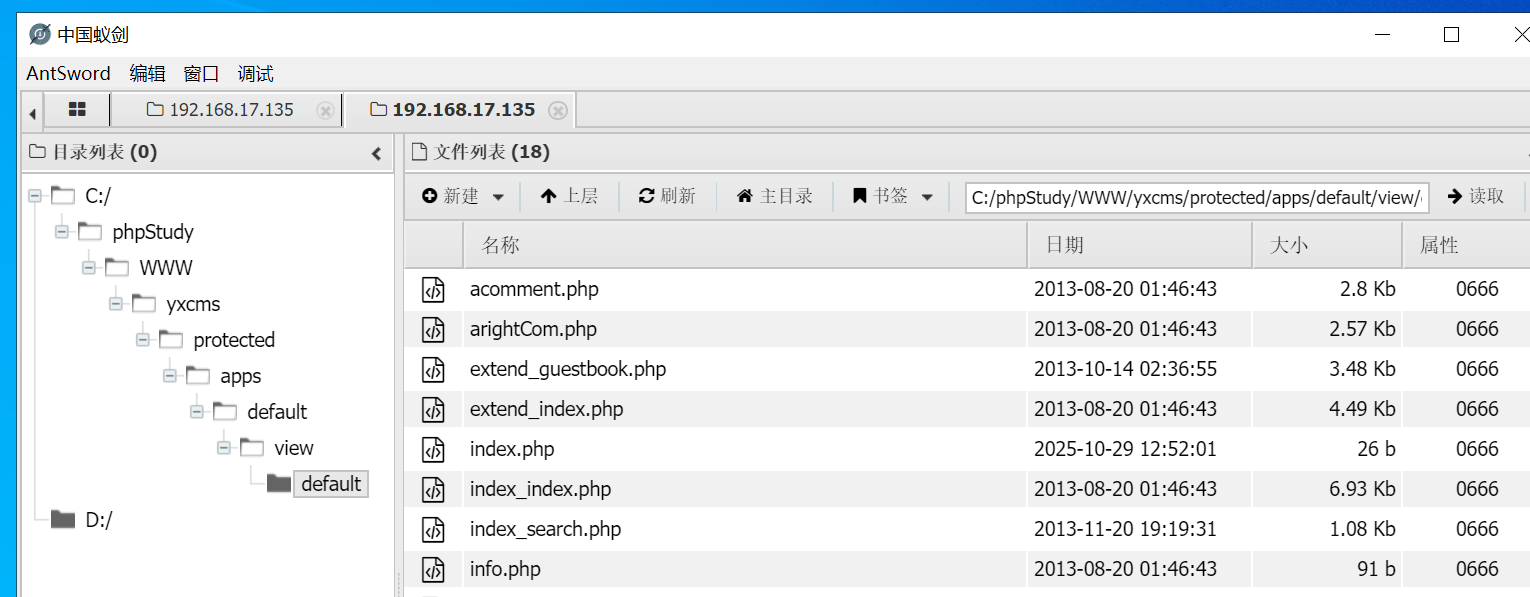 中国蚁剑
AntSword 编辑 窗口 调试
192.168.17.135 192.168.17.135
目录列表 (0) 文件列表 (18)
新建 上层 刷新 主目录 书签 C:/phpStudy/WWW/yxcms/protected/apps/default/view/ 读取
名称 日期 大小 属性
C:/
phpStudy
WWW
yxcms
protected
apps
default
view
default
D:/
acomment.php 2013-08-20 01:46:43 2.8 Kb 0666
arightCom.php 2013-08-20 01:46:43 2.57 Kb 0666
extend_guestbook.php 2013-10-14 02:36:55 3.48 Kb 0666
extend_index.php 2013-08-20 01:46:43 4.49 Kb 0666
index.php 2025-10-29 12:52:01 26 b 0666
index_index.php 2013-08-20 01:46:43 6.93 Kb 0666
index_search.php 2013-11-20 19:19:31 1.08 Kb 0666
info.php 2013-08-20 01:46:43 91 b 0666